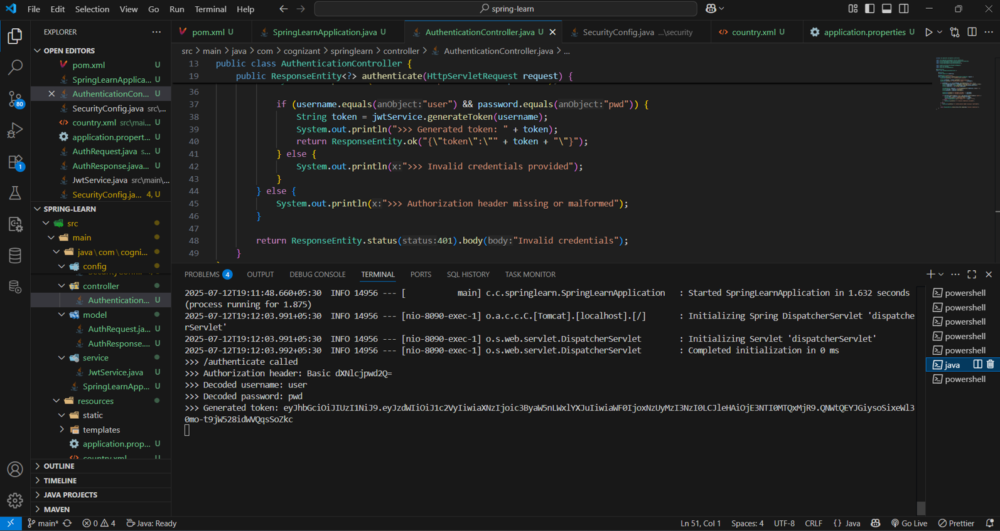 File Edit Selection View Go Run Terminal Help
spring-learn
EXPLORER
OPEN EDITORS
pom.xml U
SpringLearnApplica... U
AuthenticationCon... U
SecurityConfig.java src\...
country.xml src\mai... U
application.propert... U
AuthRequest.java s... U
AuthResponse.java... U
JwtService.java src\main\...
SecurityConfig.ja... 4, U
SPRING-LEARN
src
main
java\com\cogni...
config
controller
Authentication... U
model
AuthRequest.ja... U
AuthResponse.... U
service
JwtService.java U
SpringLearnApp... U
resources
static
templates
application.prop... U
country.xml U
OUTLINE
TIMELINE
JAVA PROJECTS
MAVEN
80
1
pom.xml U
SpringLearnApplication.java U
AuthenticationController.java U
SecurityConfig.java ...\security
country.xml U
application.properties U
src > main > java > com > cognizant > springlearn > controller > AuthenticationController.java > ...
13 public class AuthenticationController {
19 public ResponseEntity<?> authenticate(HttpServletRequest request) {
36
37 if (username.equals(anObject:"user") && password.equals(anObject:"pwd")) {
38 String token = jwtService.generateToken(username);
39 System.out.println(">>> Generated token: " + token);
40 return ResponseEntity.ok("{\"token\":\"" + token + "\"}");
41 } else {
42 System.out.println(x:">>> Invalid credentials provided");
43 }
44 } else {
45 System.out.println(x:">>> Authorization header missing or malformed");
46 }
47
48 return ResponseEntity.status(status:401).body(body:"Invalid credentials");
49 }
PROBLEMS 4 OUTPUT DEBUG CONSOLE TERMINAL PORTS SQL HISTORY TASK MONITOR
2025-07-12T19:11:48.660+05:30 INFO 14956 --- [ main] c.c.springlearn.SpringLearnApplication : Started SpringLearnApplication in 1.632 seconds
(process running for 1.875)
2025-07-12T19:12:03.991+05:30 INFO 14956 --- [nio-8090-exec-1] o.a.c.c.C.[Tomcat].[localhost].[/] : Initializing Spring DispatcherServlet 'dispatche
rServlet'
2025-07-12T19:12:03.991+05:30 INFO 14956 --- [nio-8090-exec-1] o.s.web.servlet.DispatcherServlet : Initializing Servlet 'dispatcherServlet'
2025-07-12T19:12:03.992+05:30 INFO 14956 --- [nio-8090-exec-1] o.s.web.servlet.DispatcherServlet : Completed initialization in 0 ms
>>> /authenticate called
>>> Authorization header: Basic dXNlcjpwd2Q=
>>> Decoded username: user
>>> Decoded password: pwd
>>> Generated token: eyJhbGciOiJIUzI1NiJ9.eyJzdWIiOiJ1c2VyIiwiaXNzIjoic3ByaW5nLWxlYXJuIiwiaWF0IjoxNzUyMzI3NzI0LCJleHAiOjE3NTI0MTQxMjR9.QNWtQEYJGiysoSixeWl3
0mo-t9jW528idWVQqsSoZkc
powershell
powershell
powershell
powershell
powershell
java
powershell
main* 0 4 Java: Ready
Ln 51, Col 1 Spaces: 4 UTF-8 CRLF {} Java Go Live Prettier